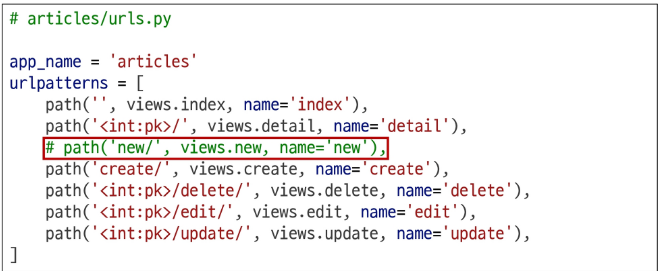 # articles/urls.py

app_name = 'articles'
urlpatterns = [
    path('', views.index, name='index'),
    path('<int:pk>/', views.detail, name='detail'),
    # path('new/', views.new, name='new'),
    path('create/', views.create, name='create'),
    path('<int:pk>/delete/', views.delete, name='delete'),
    path('<int:pk>/edit/', views.edit, name='edit'),
    path('<int:pk>/update/', views.update, name='update'),
]